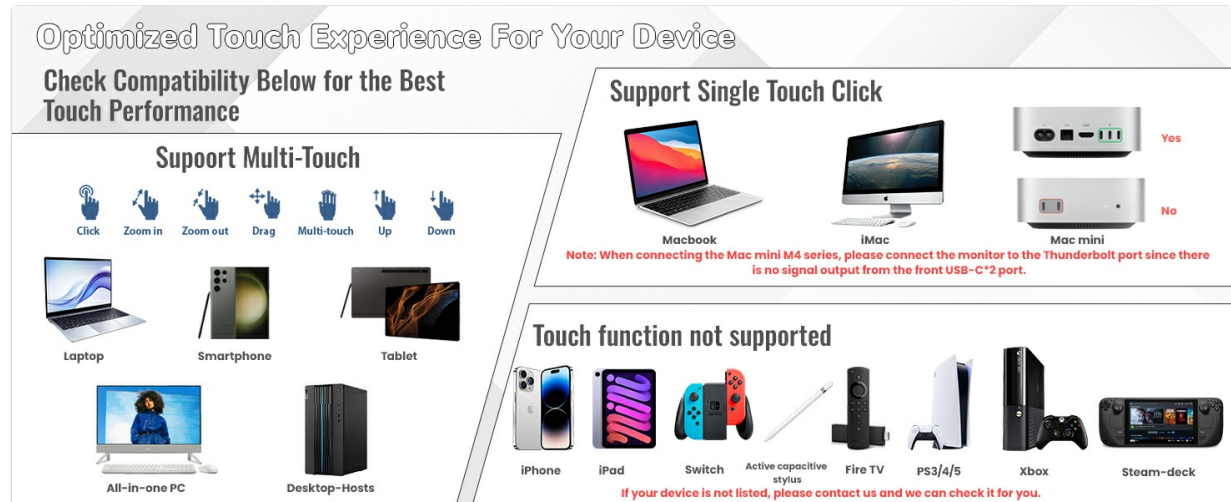 Optimized Touch Experience For Your Device
Check Compatibility Below for the Best
Touch Performance
Supoort Multi-Touch
Click
Zoom in
Zoom out
Drag
Multi-touch
Up
Down
Laptop
Smartphone
Tablet
All-in-one PC
Desktop-Hosts
Support Single Touch Click
Yes
No
Macbook
iMac
Mac mini
Note: When connecting the Mac mini M4 series, please connect the monitor to the Thunderbolt port since there
is no signal output from the front USB-C*2 port.
Touch function not supported
iPhone
iPad
Switch
Active capacitive
stylus
Fire TV
PS3/4/5
Xbox
Steam-deck
If your device is not listed, please contact us and we can check it for you.